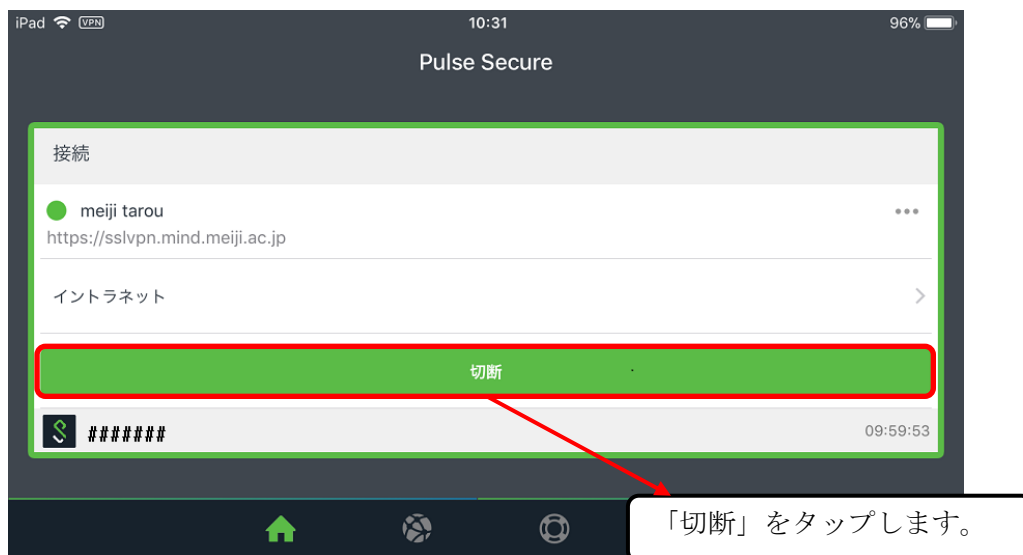 iPad VPN 10:31 96%
Pulse Secure
接続
meiji tarou
https://sslvpn.mind.meiji.ac.jp
イントラネット
切断
####### 09:59:53
「切断」をタップします。